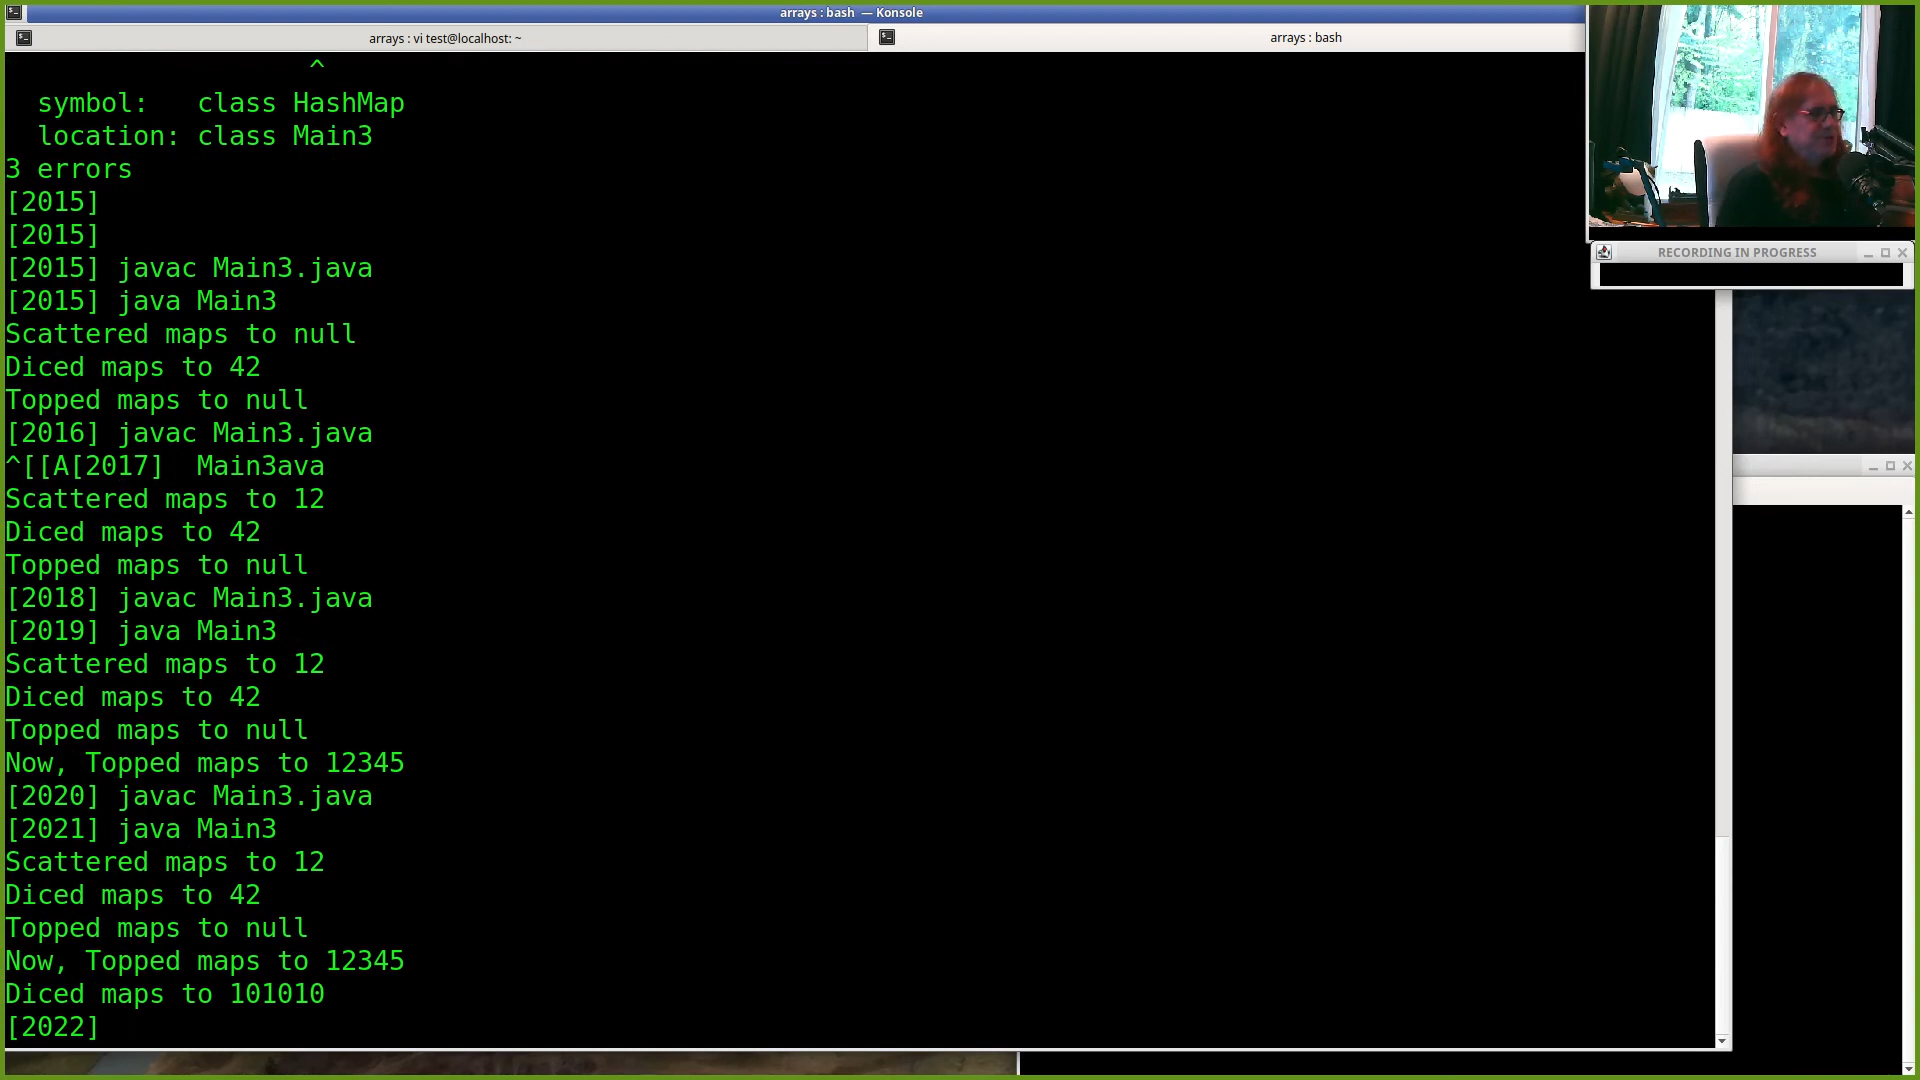 arrays : bash — Konsole
arrays : vi test@localhost: ~
arrays : bash
^
symbol:   class HashMap
location: class Main3
3 errors
[2015]
[2015]
[2015] javac Main3.java
[2015] java Main3
Scattered maps to null
Diced maps to 42
Topped maps to null
[2016] javac Main3.java
^[[A[2017]  Main3ava
Scattered maps to 12
Diced maps to 42
Topped maps to null
[2018] javac Main3.java
[2019] java Main3
Scattered maps to 12
Diced maps to 42
Topped maps to null
Now, Topped maps to 12345
[2020] javac Main3.java
[2021] java Main3
Scattered maps to 12
Diced maps to 42
Topped maps to null
Now, Topped maps to 12345
Diced maps to 101010
[2022]
RECORDING IN PROGRESS